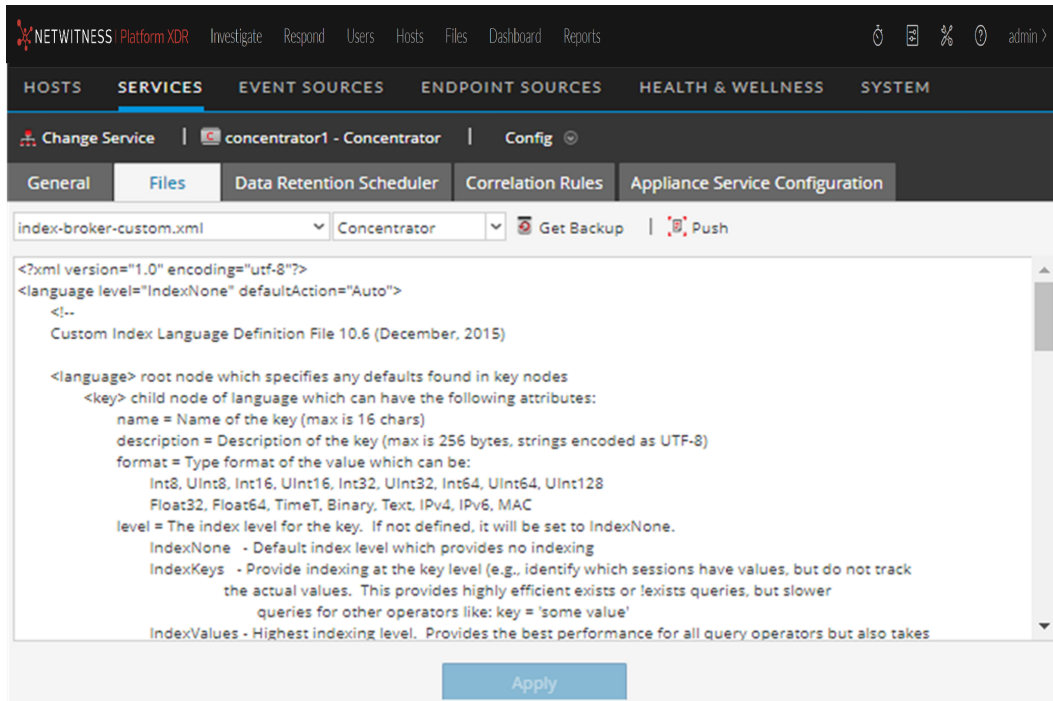 NETWITNESS Platform XDR Investigate Respond Users Hosts Files Dashboard Reports admin >
HOSTS SERVICES EVENT SOURCES ENDPOINT SOURCES HEALTH & WELLNESS SYSTEM
Change Service | C concentrator1 - Concentrator | Config
General Files Data Retention Scheduler Correlation Rules Appliance Service Configuration
index-broker-custom.xml Concentrator Get Backup | Push
<?xml version="1.0" encoding="utf-8"?>
<language level="IndexNone" defaultAction="Auto">
<!--
Custom Index Language Definition File 10.6 (December, 2015)
<language> root node which specifies any defaults found in key nodes
<key> child node of language which can have the following attributes:
name = Name of the key (max is 16 chars)
description = Description of the key (max is 256 bytes, strings encoded as UTF-8)
format = Type format of the value which can be:
Int8, UInt8, Int16, UInt16, Int32, UInt32, Int64, UInt64, UInt128
Float32, Float64, TimeT, Binary, Text, IPv4, IPv6, MAC
level = The index level for the key. If not defined, it will be set to IndexNone.
IndexNone - Default index level which provides no indexing
IndexKeys - Provide indexing at the key level (e.g., identify which sessions have values, but do not track
the actual values. This provides highly efficient exists or !exists queries, but slower
queries for other operators like: key = 'some value'
IndexValues - Highest indexing level. Provides the best performance for all query operators but also takes
Apply